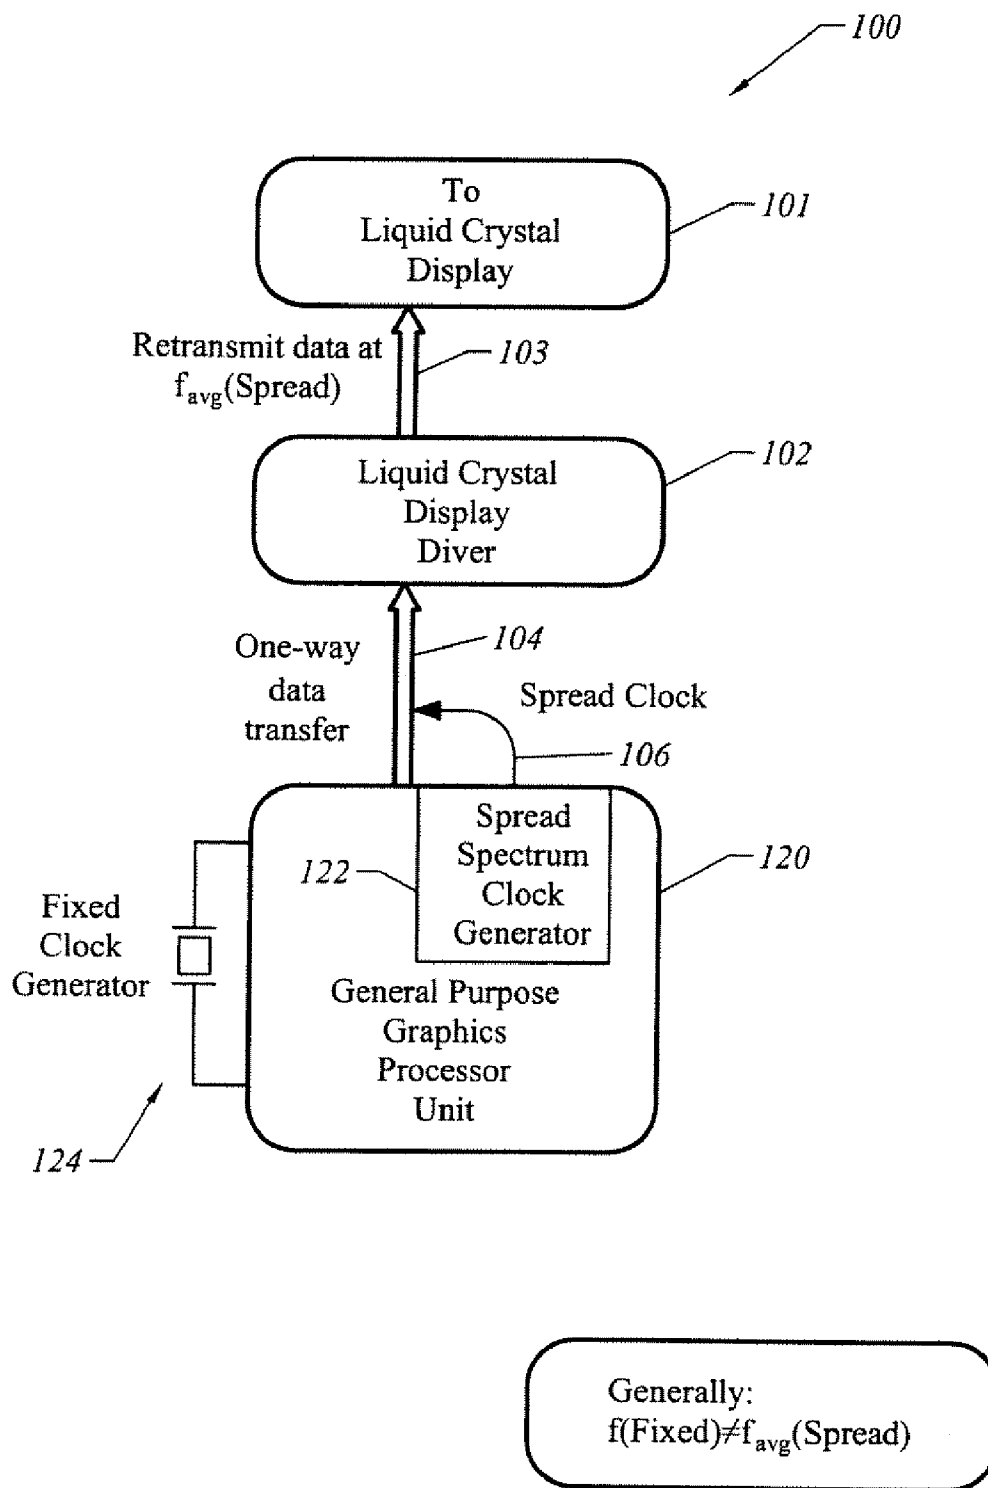 100
To
Liquid Crystal
Display
101
Retransmit data at
f_avg(Spread)
103
Liquid Crystal
Display
Diver
102
One-way
data
transfer
104
Spread Clock
106
Spread
Spectrum
Clock
Generator
122
120
Fixed
Clock
Generator
General Purpose
Graphics
Processor
Unit
124
Generally:
f(Fixed)≠f_avg(Spread)